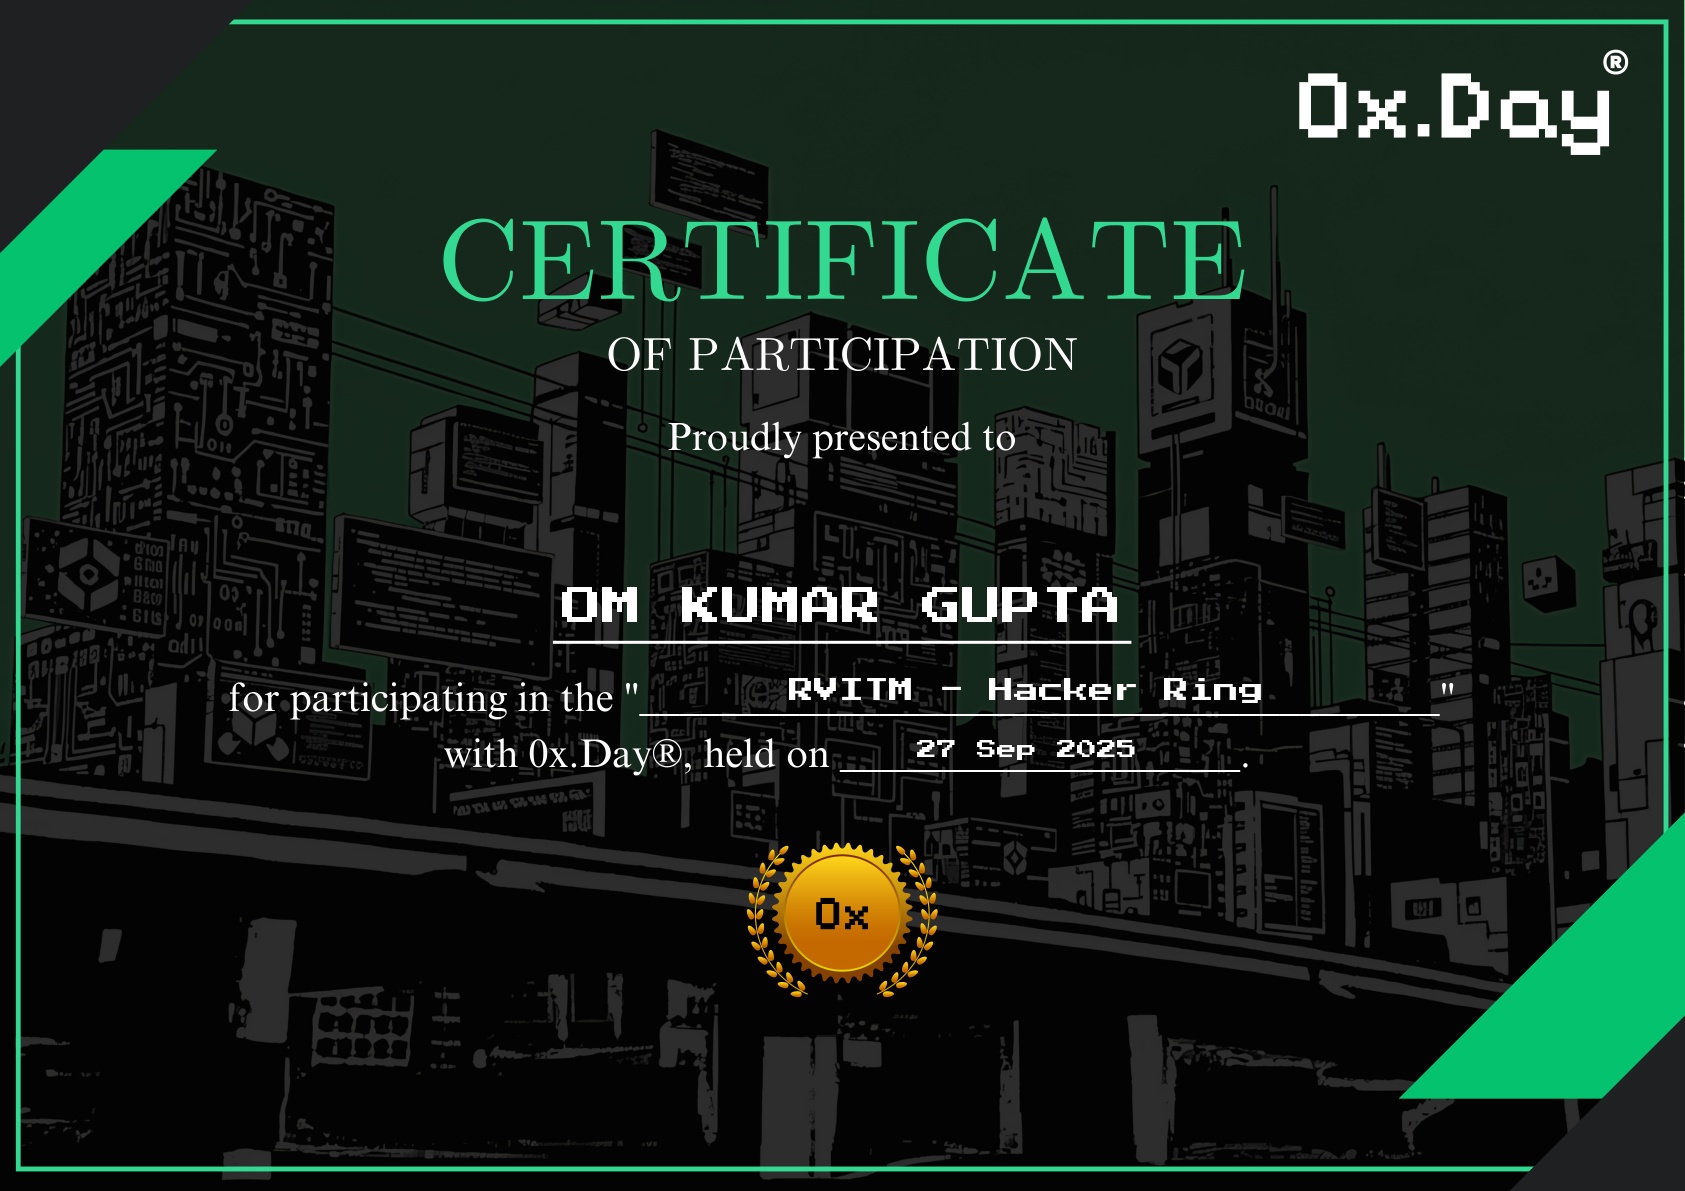 0x.Day®
CERTIFICATE
OF PARTICIPATION
Proudly presented to
OM KUMAR GUPTA
for participating in the "RVITM - Hacker Ring"
with 0x.Day®, held on 27 Sep 2025.
0x